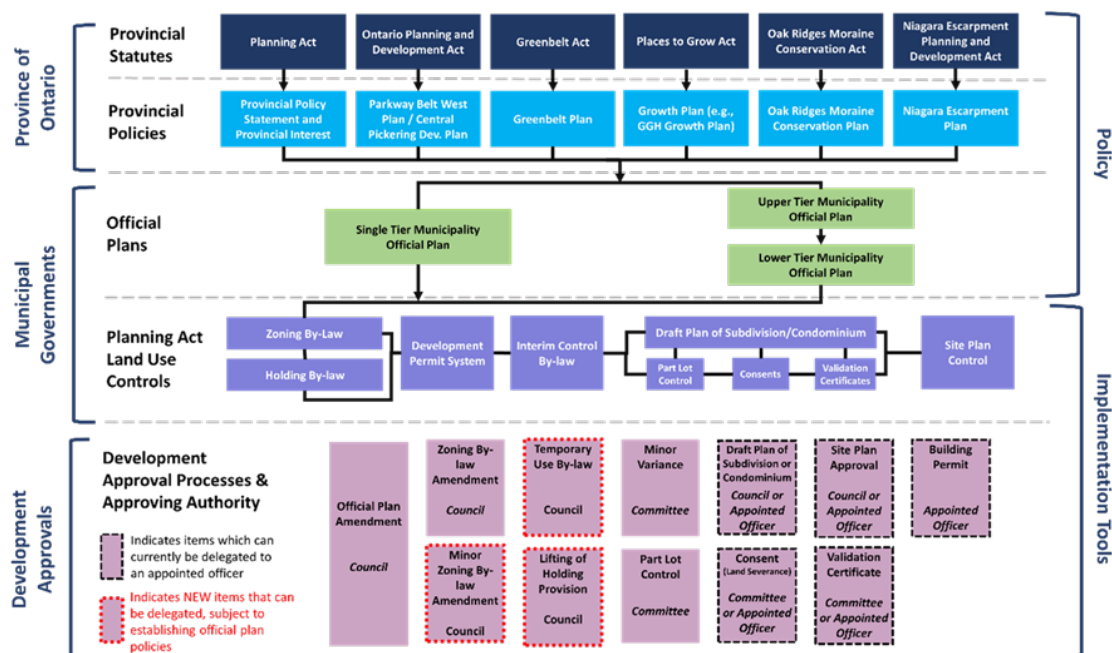 Province of
Ontario
Provincial
Statutes
Planning Act
Ontario Planning and
Development Act
Greenbelt Act
Places to Grow Act
Oak Ridges Moraine
Conservation Act
Niagara Escarpment
Planning and
Development Act
Provincial
Policies
Provincial Policy
Statement and
Provincial Interest
Parkway Belt West
Plan / Central
Pickering Dev. Plan
Greenbelt Plan
Growth Plan (e.g.,
GGH Growth Plan)
Oak Ridges Moraine
Conservation Plan
Niagara Escarpment
Plan
Policy
Municipal
Governments
Official
Plans
Single Tier Municipality
Official Plan
Upper Tier Municipality
Official Plan
Lower Tier Municipality
Official Plan
Planning Act
Land Use
Controls
Zoning By-Law
Holding By-law
Development
Permit System
Interim Control
By-law
Draft Plan of Subdivision/Condominium
Part Lot
Control
Consents
Validation
Certificates
Site Plan
Control
Implementation Tools
Development
Approvals
Development
Approval Processes &
Approving Authority
Indicates items which can
currently be delegated to
an appointed officer
Indicates NEW items that can
be delegated, subject to
establishing official plan
policies
Official Plan
Amendment
Council
Zoning By-
law
Amendment
Council
Temporary
Use By-law
Council
Minor
Variance
Committee
Draft Plan of
Subdivision or
Condominium
Council or
Appointed
Officer
Site Plan
Approval
Council or
Appointed
Officer
Building
Permit
Appointed
Officer
Minor
Zoning By-
law
Amendment
Council
Lifting of
Holding
Provision
Council
Part Lot
Control
Committee
Consent
(Land Severance)
Committee
or Appointed
Officer
Validation
Certificate
Committee
or Appointed
Officer